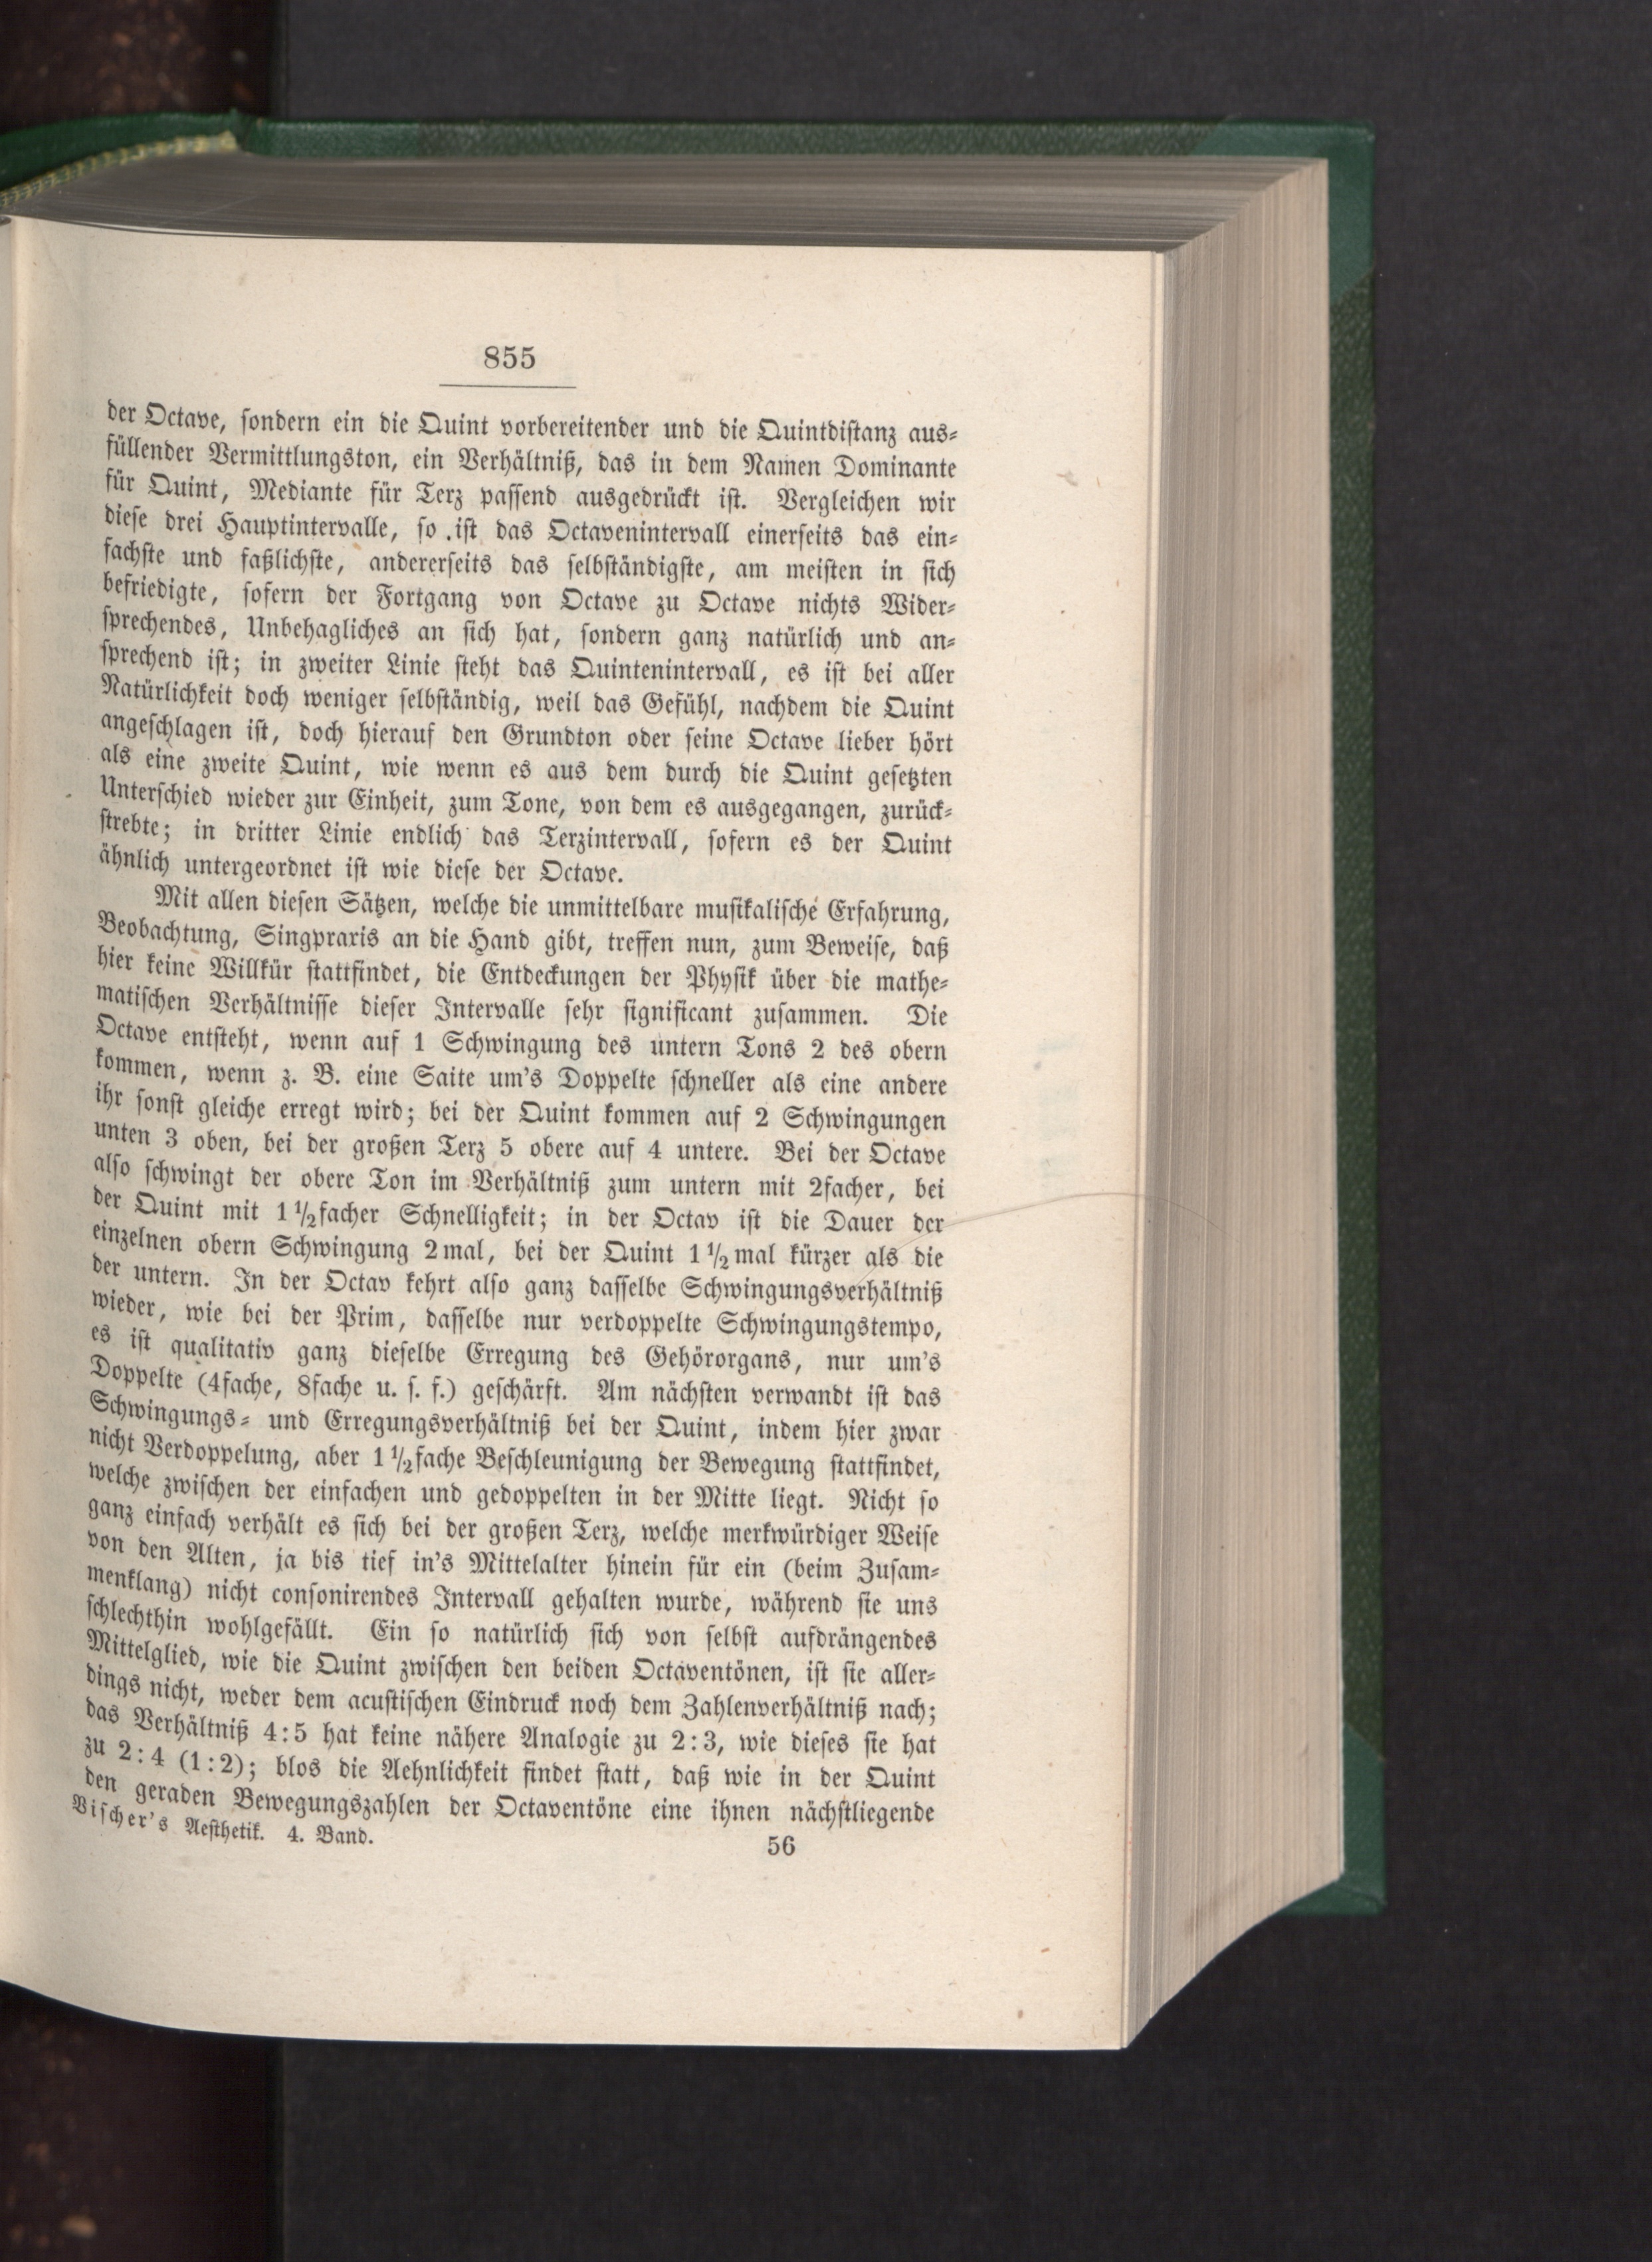 855
der Octave, sondern ein die Quint vorbereitender und die Quintdistanz aus-
füllender Vermittlungston, ein Verhältniß, das in dem Namen Dominante
für Quint, Mediante für Terz passend ausgedrückt ist. Vergleichen wir
diese drei Hauptintervalle, so ist das Octavenintervall einerseits das ein-
fachste und faßlichste, andererseits das selbständigste, am meisten in sich
befriedigte, sofern der Fortgang von Octave zu Octave nichts Wider-
sprechendes, Unbehagliches an sich hat, sondern ganz natürlich und an-
sprechend ist; in zweiter Linie steht das Quintenintervall, es ist bei aller
Natürlichkeit doch weniger selbständig, weil das Gefühl, nachdem die Quint
angeschlagen ist, doch hierauf den Grundton oder seine Octave lieber hört
als eine zweite Quint, wie wenn es aus dem durch die Quint gesetzten
Unterschied wieder zur Einheit, zum Tone, von dem es ausgegangen, zurück-
strebte; in dritter Linie endlich das Terzintervall, sofern es der Quint
ähnlich untergeordnet ist wie diese der Octave.
Mit allen diesen Sätzen, welche die unmittelbare musikalische Erfahrung,
Beobachtung, Singpraxis an die Hand gibt, treffen nun, zum Beweise, daß
hier keine Willkür stattfindet, die Entdeckungen der Physik über die mathe-
matischen Verhältnisse dieser Intervalle sehr significant zusammen. Die
Octave entsteht, wenn auf 1 Schwingung des untern Tons 2 des obern
kommen, wenn z. B. eine Saite um's Doppelte schneller als eine andere
ihr sonst gleiche erregt wird; bei der Quint kommen auf 2 Schwingungen
unten 3 oben, bei der großen Terz 5 obere auf 4 untere. Bei der Octave
also schwingt der obere Ton im Verhältniß zum untern mit 2facher, bei
der Quint mit 1 1/2facher Schnelligkeit; in der Octav ist die Dauer der
einzelnen obern Schwingung 2mal, bei der Quint 1 1/2mal kürzer als die
der untern. In der Octav kehrt also ganz dasselbe Schwingungsverhältniß
wieder, wie bei der Prim, dasselbe nur verdoppelte Schwingungstempo,
es ist qualitativ ganz dieselbe Erregung des Gehörorgans, nur um's
Doppelte (4fache, 8fache u. s. f.) geschärft. Am nächsten verwandt ist das
Schwingungs- und Erregungsverhältniß bei der Quint, indem hier zwar
nicht Verdoppelung, aber 1 1/2fache Beschleunigung der Bewegung stattfindet,
welche zwischen der einfachen und gedoppelten in der Mitte liegt. Nicht so
ganz einfach verhält es sich bei der großen Terz, welche merkwürdiger Weise
von den Alten, ja bis tief in's Mittelalter hinein für ein (beim Zusam-
menklang) nicht consonirendes Intervall gehalten wurde, während sie uns
schlechthin wohlgefällt. Ein so natürlich sich von selbst aufdrängendes
Mittelglied, wie die Quint zwischen den beiden Octaventönen, ist sie aller-
dings nicht, weder dem acustischen Eindruck noch dem Zahlenverhältniß nach;
das Verhältniß 4:5 hat keine nähere Analogie zu 2:3, wie dieses sie hat
zu 2:4 (1:2); blos die Aehnlichkeit findet statt, daß wie in der Quint
den geraden Bewegungszahlen der Octaventöne eine ihnen nächstliegende
Vischer's Aesthetik. 4. Band. 56